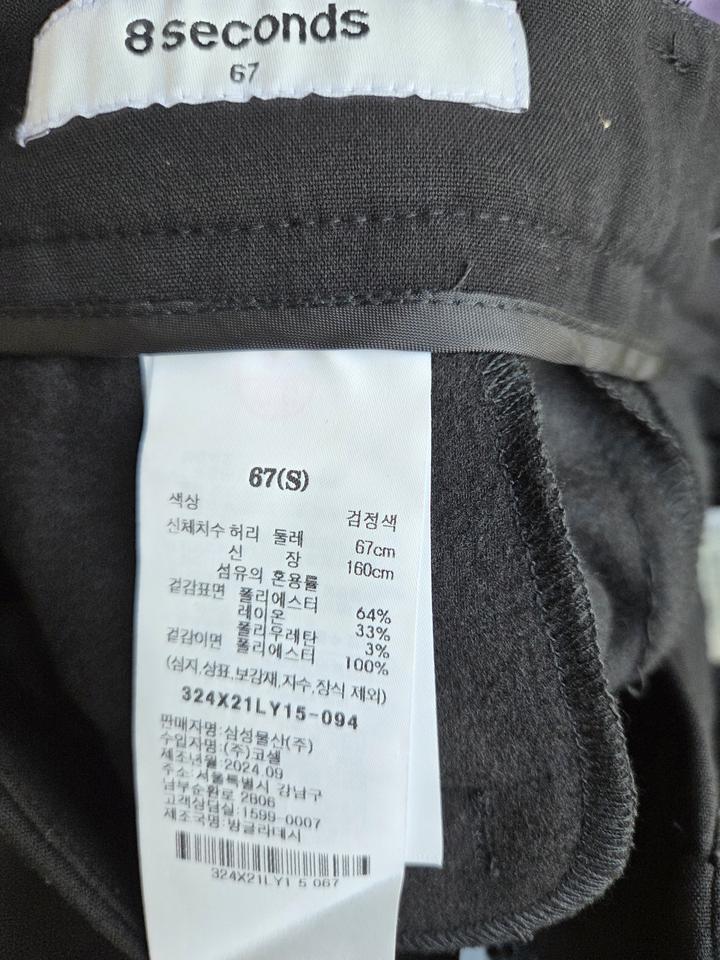 8seconds
67
67(S)
색상 검정색
신체치수 허리 둘레 67cm
신 장 160cm
섬유의 혼용률
겉감표면 폴리에스터 64%
레이온 33%
폴리우레탄 3%
겉감이면 폴리에스터 100%
(심지,상표,보강재,자수,장식 제외)
324X21LY15-094
판매자명:삼성물산(주)
수입자명:(주)코셀
제조년월:2024.09
주소:서울특별시 강남구
남부순환로 2806
고객상담실:1599-0007
제조국명:방글라데시
324X21LY1 5 067